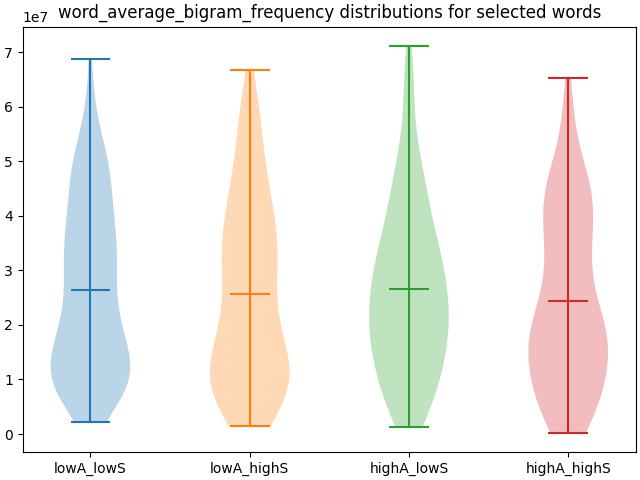 word_average_bigram_frequency distributions for selected words
1e7
7
6
5
4
3
2
1
0
lowA_lowS
lowA_highS
highA_lowS
highA_highS